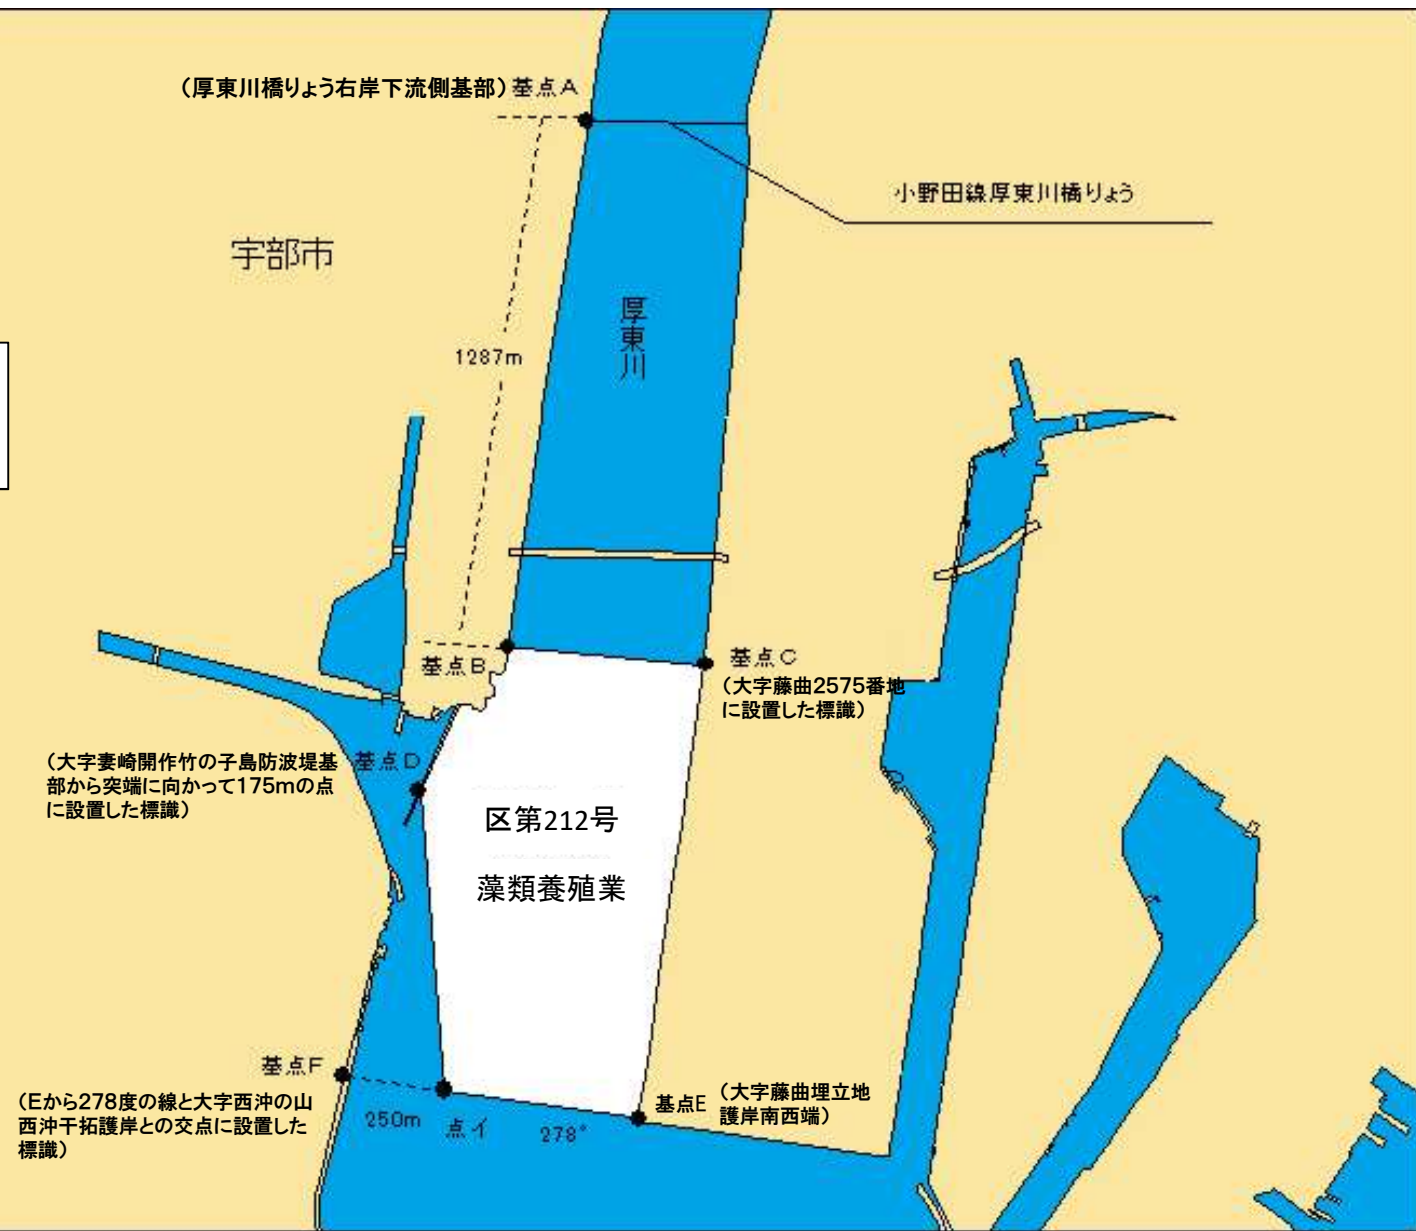 （厚東川橋りょう右岸下流側基部）基点A
小野田線厚東川橋りょう
宇部市
厚東川
1287m
基点B
基点C
（大字藤曲2575番地
に設置した標識）
基点D
（大字妻崎開作竹の子島防波堤基
部から突端に向かって175mの点
に設置した標識）
区第212号
藻類養殖業
基点F
（Eから278度の線と大字西沖の山
西沖干拓護岸との交点に設置した
標識）
250m
点イ
278°
基点E
（大字藤曲埋立地
護岸南西端）